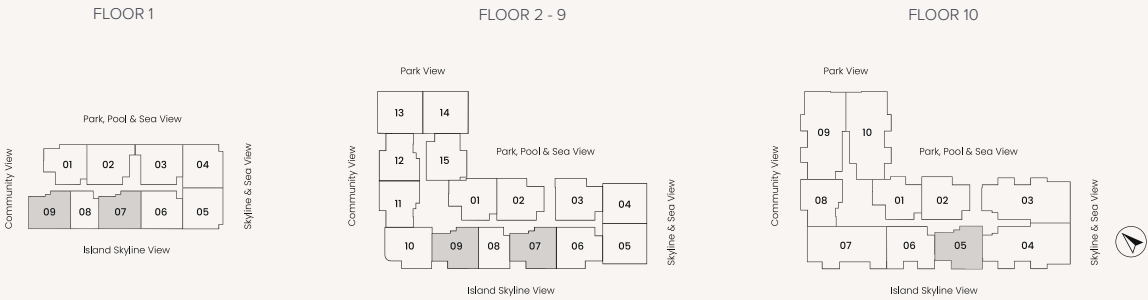 FLOOR 1
Park, Pool & Sea View
Community View
01
02
03
04
09
08
07
06
05
Skyline & Sea View
Island Skyline View
FLOOR 2 - 9
Park View
13
14
Community View
12
15
Park, Pool & Sea View
11
01
02
03
04
10
09
08
07
06
05
Skyline & Sea View
Island Skyline View
FLOOR 10
Park View
09
10
Community View
Park, Pool & Sea View
08
01
02
03
07
06
05
04
Skyline & Sea View
Island Skyline View